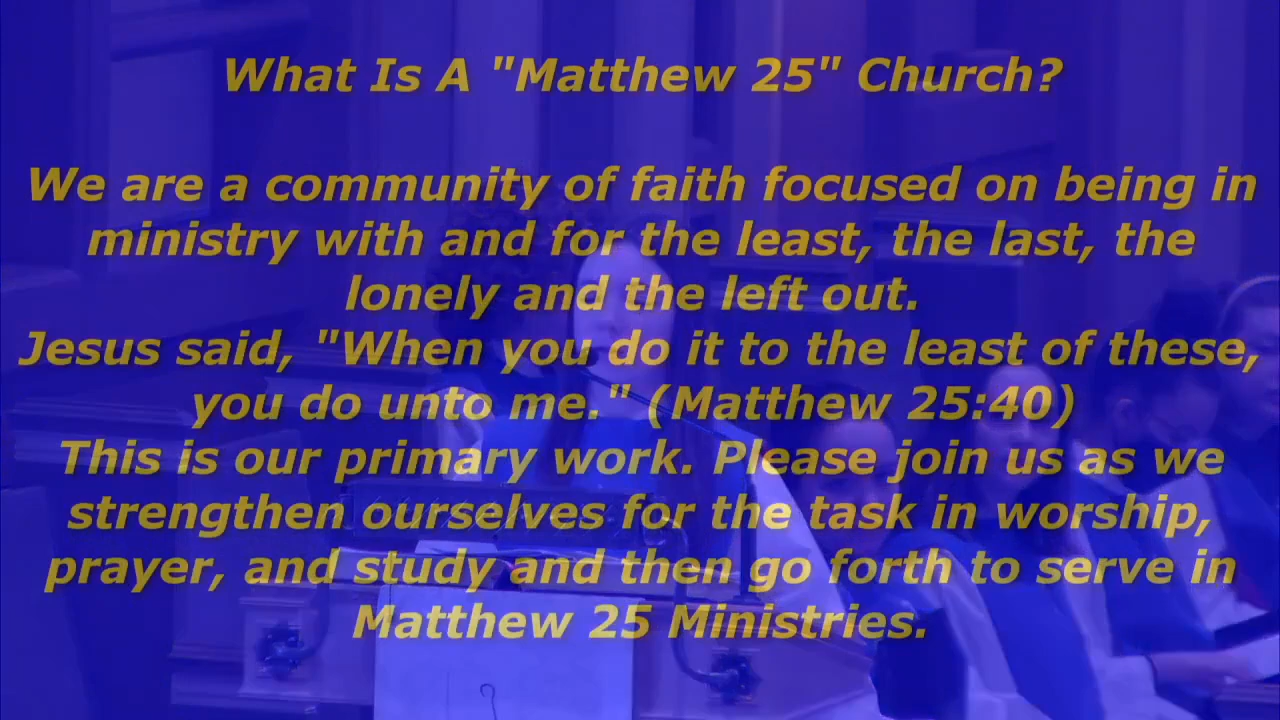 What Is A "Matthew 25" Church?
We are a community of faith focused on being in
ministry with and for the least, the last, the
lonely and the left out.
Jesus said, "When you do it to the least of these,
you do unto me." (Matthew 25:40)
This is our primary work. Please join us as we
strengthen ourselves for the task in worship,
prayer, and study and then go forth to serve in
Matthew 25 Ministries.